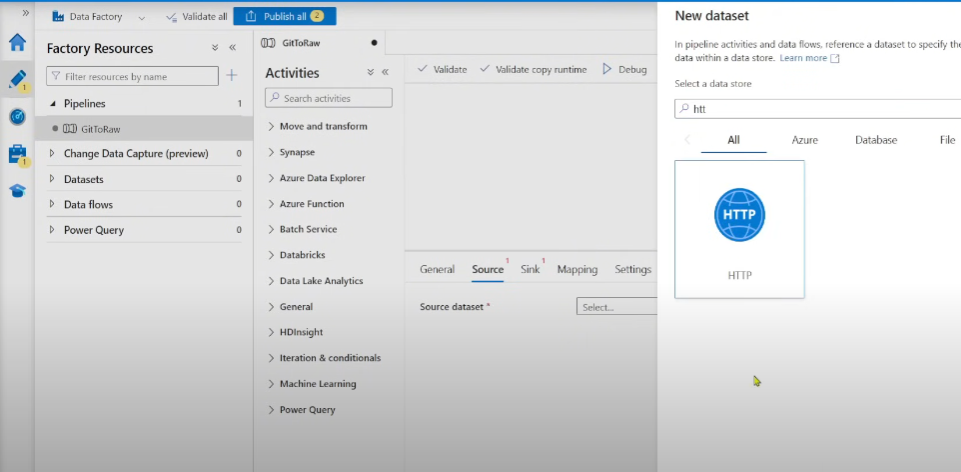 Data Factory
Validate all
Publish all 2
Factory Resources
Filter resources by name
Pipelines 1
GitToRaw
Change Data Capture (preview) 0
Datasets 0
Data flows 0
Power Query 0
1
1
GitToRaw
Activities
Search activities
Move and transform
Synapse
Azure Data Explorer
Azure Function
Batch Service
Databricks
Data Lake Analytics
General
HDInsight
Iteration & conditionals
Machine Learning
Power Query
Validate Validate copy runtime Debug
General Source 1 Sink 1 Mapping Settings
Source dataset * Select...
New dataset
In pipeline activities and data flows, reference a dataset to specify the
data within a data store. Learn more
Select a data store
htt
All Azure Database File
HTTP
HTTP